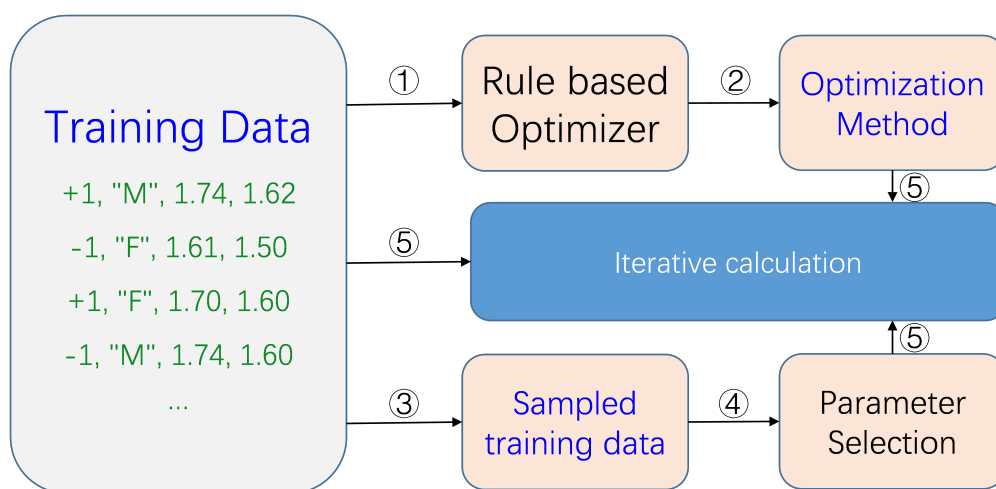 Training Data
+1, "M", 1.74, 1.62
-1, "F", 1.61, 1.50
+1, "F", 1.70, 1.60
-1, "M", 1.74, 1.60
...
①
Rule based
Optimizer
②
Optimization
Method
⑤
⑤
Iterative calculation
⑤
③
Sampled
training data
④
Parameter
Selection